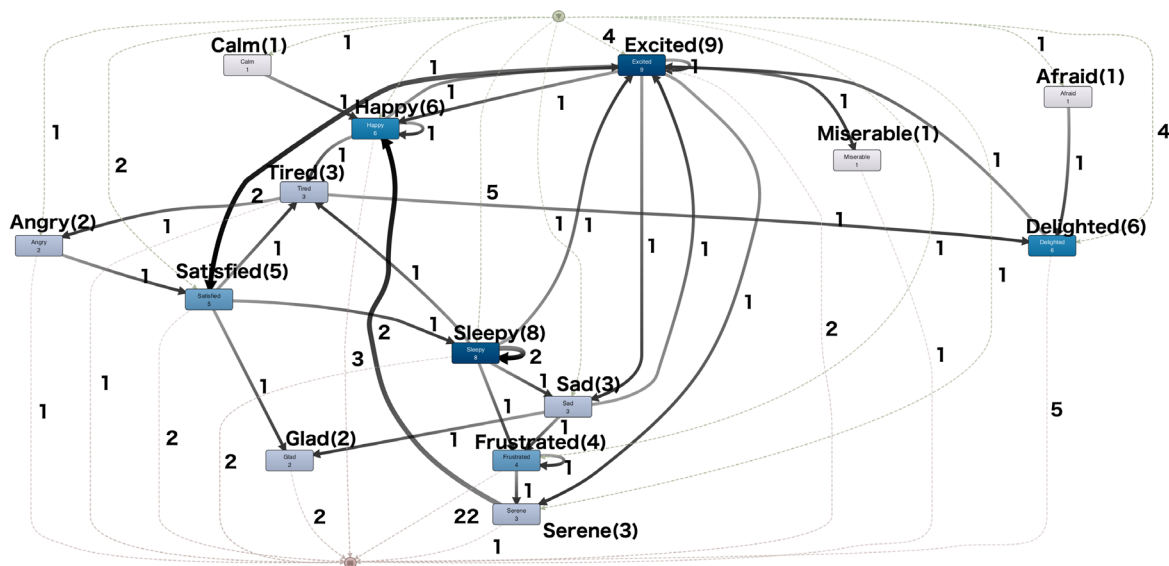 4
Excited(9)
Excited
9
1
1
Calm(1)
Calm
1
1
1
Afraid(1)
Afraid
1
1
1
Happy(6)
Happy
6
1
1
1
Miserable(1)
Miserable
1
1
4
2
1
Tired(3)
Tired
3
2
5
1
1
Angry(2)
Angry
2
1
1
1
1
1
Delighted(6)
Delighted
6
1
1
1
1
Satisfied(5)
Satisfied
5
1
1
1
2
1
2
Sleepy(8)
Sleepy
8
2
3
1
1
1
Sad(3)
Sad
3
1
1
1
5
2
Glad(2)
Glad
2
1
1
Frustrated(4)
Frustrated
4
1
2
1
2
22
Serene
3
Serene(3)
1